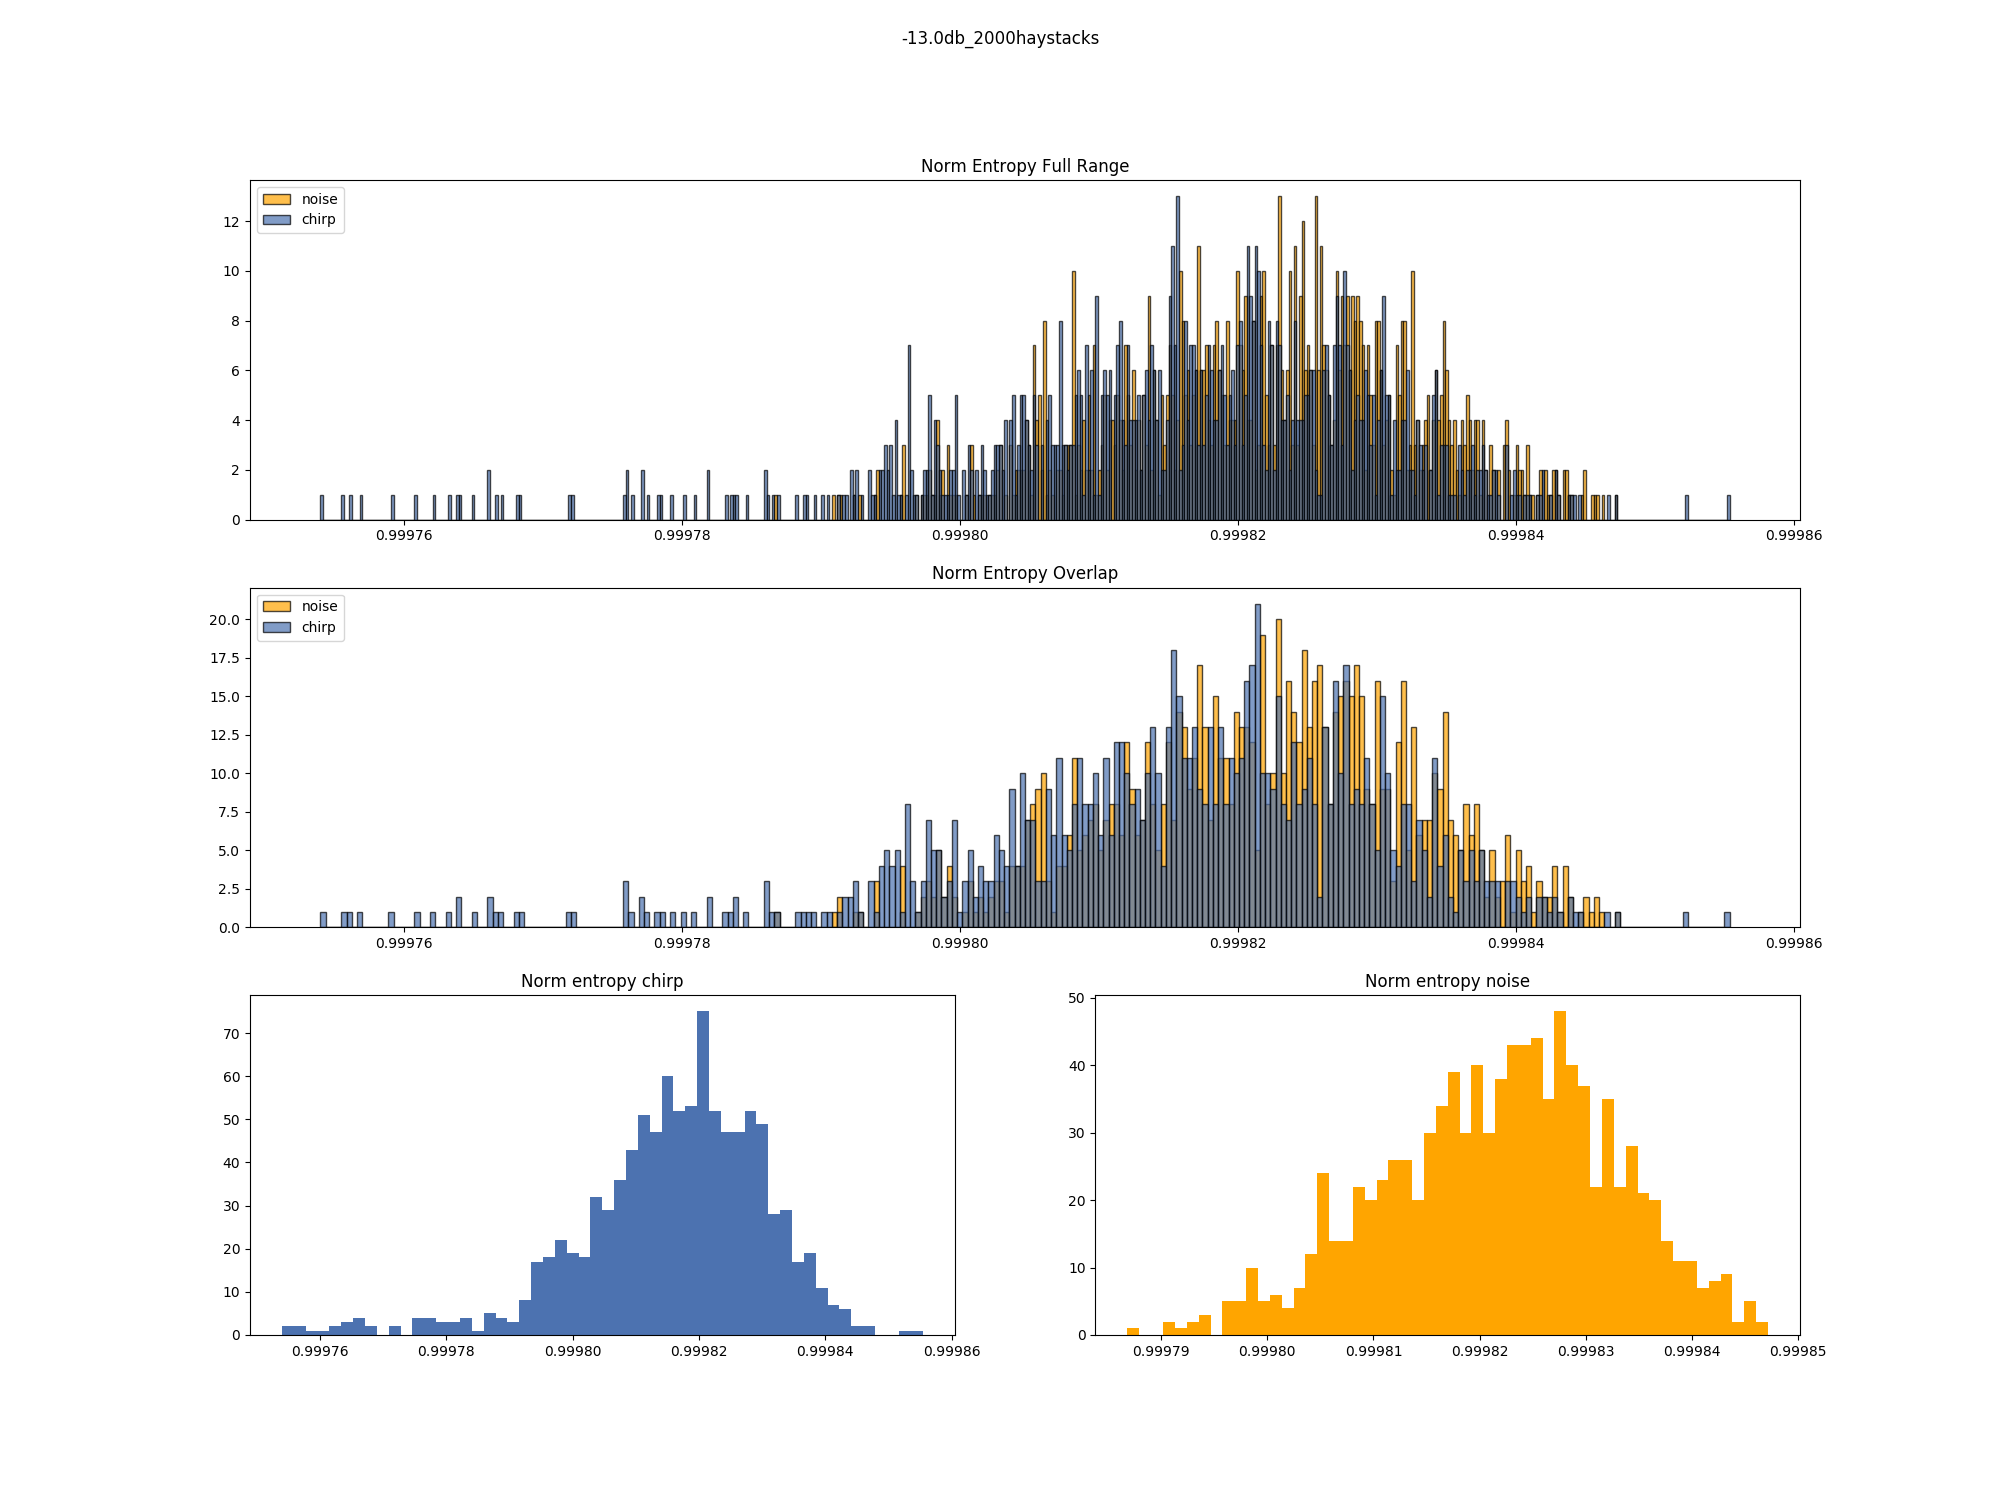 -13.0db_2000haystacks
Norm Entropy Full Range
noise
chirp
12
10
8
6
4
2
0
0.99976 0.99978 0.99980 0.99982 0.99984 0.99986
Norm Entropy Overlap
noise
chirp
20.0
17.5
15.0
12.5
10.0
7.5
5.0
2.5
0.0
0.99976 0.99978 0.99980 0.99982 0.99984 0.99986
Norm entropy chirp
70
60
50
40
30
20
10
0
0.99976 0.99978 0.99980 0.99982 0.99984 0.99986
Norm entropy noise
50
40
30
20
10
0
0.99979 0.99980 0.99981 0.99982 0.99983 0.99984 0.99985